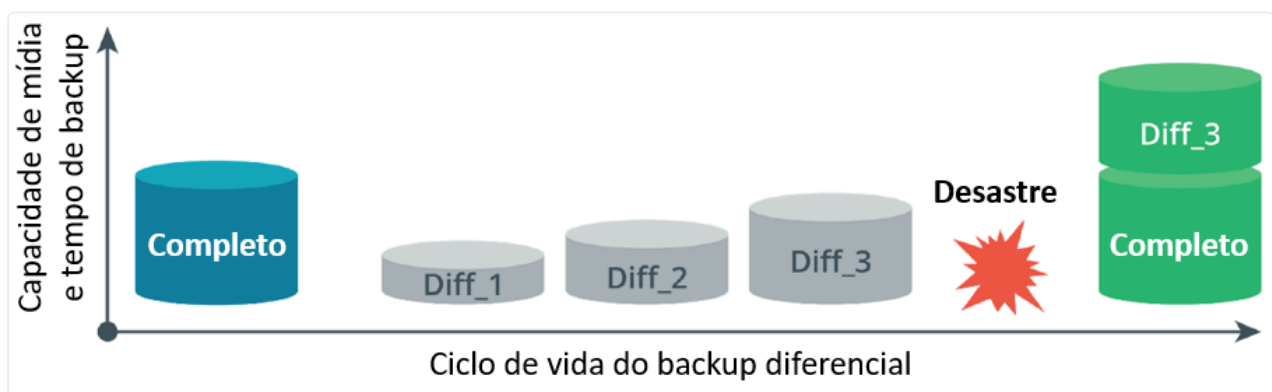 Capacidade de mídia
e tempo de backup
Completo
Diff_1
Diff_2
Diff_3
Desastre
Diff_3
Completo
Ciclo de vida do backup diferencial